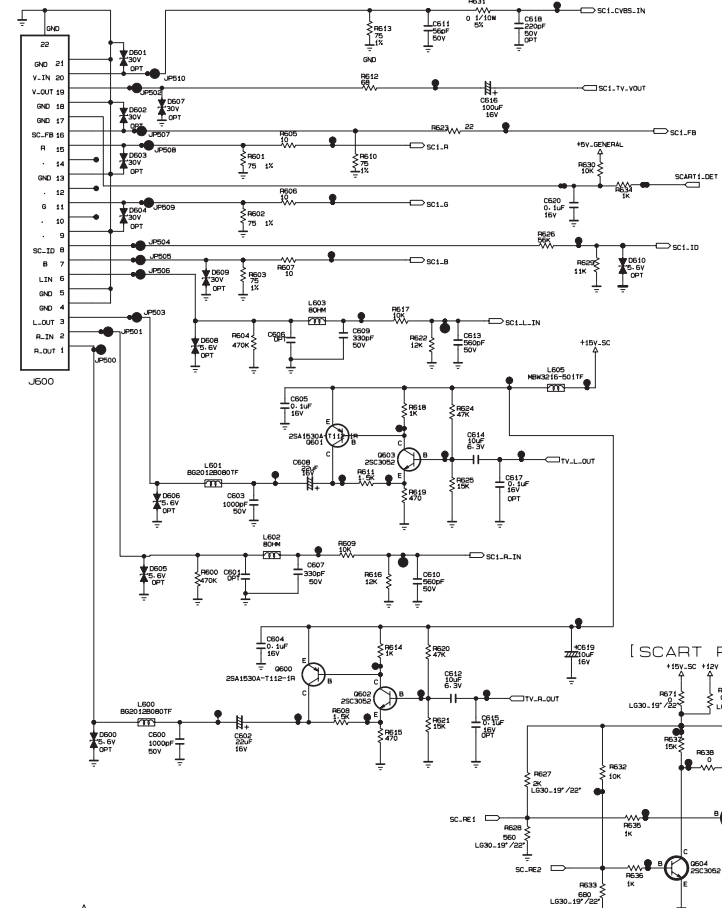 R631
0 1/10W
5%
SC1_CVBS_IN
GND
22
R613
75
1%
GND
C611
56pF
50V
C618
220pF
50V
OPT
GND 21
V_IN 20
V_OUT 19
GND 18
GND 17
SC_FB 16
R 15
. 14
GND 13
. 12
G 11
. 10
. 9
SC_ID 8
B 7
LIN 6
GND 5
GND 4
L_OUT 3
R_IN 2
R_OUT 1
J600
D601
30V
OPT
JP510
JP502
D602
30V
OPT
D607
30V
OPT
JP507
JP508
D603
30V
OPT
JP509
D604
30V
OPT
JP504
JP505
JP506
JP503
JP501
JP500
R612
68
C616
100uF
16V
SC1_TV_VOUT
R623 22
SC1_FB
R605
10
SC1_R
R601
75 1%
R610
75 1%
+5V_GENERAL
R630
10K
R634
1K
SCART1_DET
C620
0.1uF
16V
R606
10
SC1_G
R602
75 1%
R626
56K
SC1_ID
R629
11K
D610
5.6V
OPT
D609
30V
OPT
R603
75
1%
R607
10
SC1_B
D608
5.6V
OPT
R604
470K
C606
OPT
L603
80HM
C609
330pF
50V
R617
10K
SC1_L_IN
R622
12K
C613
560pF
50V
+15V_SC
L605
MBW3216-501TF
C605
0.1uF
16V
E
B
C
2SA1530A-T112-1R
Q601
R618
1K
R624
47K
C
B
E
Q603
2SC3052
C614
10uF
6.3V
TV_L_OUT
R625
15K
C617
0.1uF
16V
OPT
L601
BG2012B080TF
D606
5.6V
OPT
C603
1000pF
50V
C608
22uF
16V
R611
1.5K
R619
470
L602
80HM
R609
10K
SC1_R_IN
D605
5.6V
OPT
R600
470K
C601
OPT
C607
330pF
50V
R616
12K
C610
560pF
50V
C604
0.1uF
16V
E
B
C
Q600
2SA1530A-T112-1R
R614
1K
R620
47K
C619
10uF
16V
C
B
E
Q602
2SC3052
C612
10uF
6.3V
TV_R_OUT
R621
15K
C615
0.1uF
16V
OPT
L600
BG2012B080TF
D600
5.6V
OPT
C600
1000pF
50V
C602
22uF
16V
R608
1.5K
R615
470
[SCART
+15V_SC
+12V
R671
0
LG30_19"/22"
R637
15K
R638
0
R627
2K
LG30_19"/22"
R632
10K
SC_RE1
R628
560
LG30_19"/22"
R635
1K
B
SC_RE2
R636
1K
B
C
E
Q604
2SC3052
R633
680
LG30_19"/22"